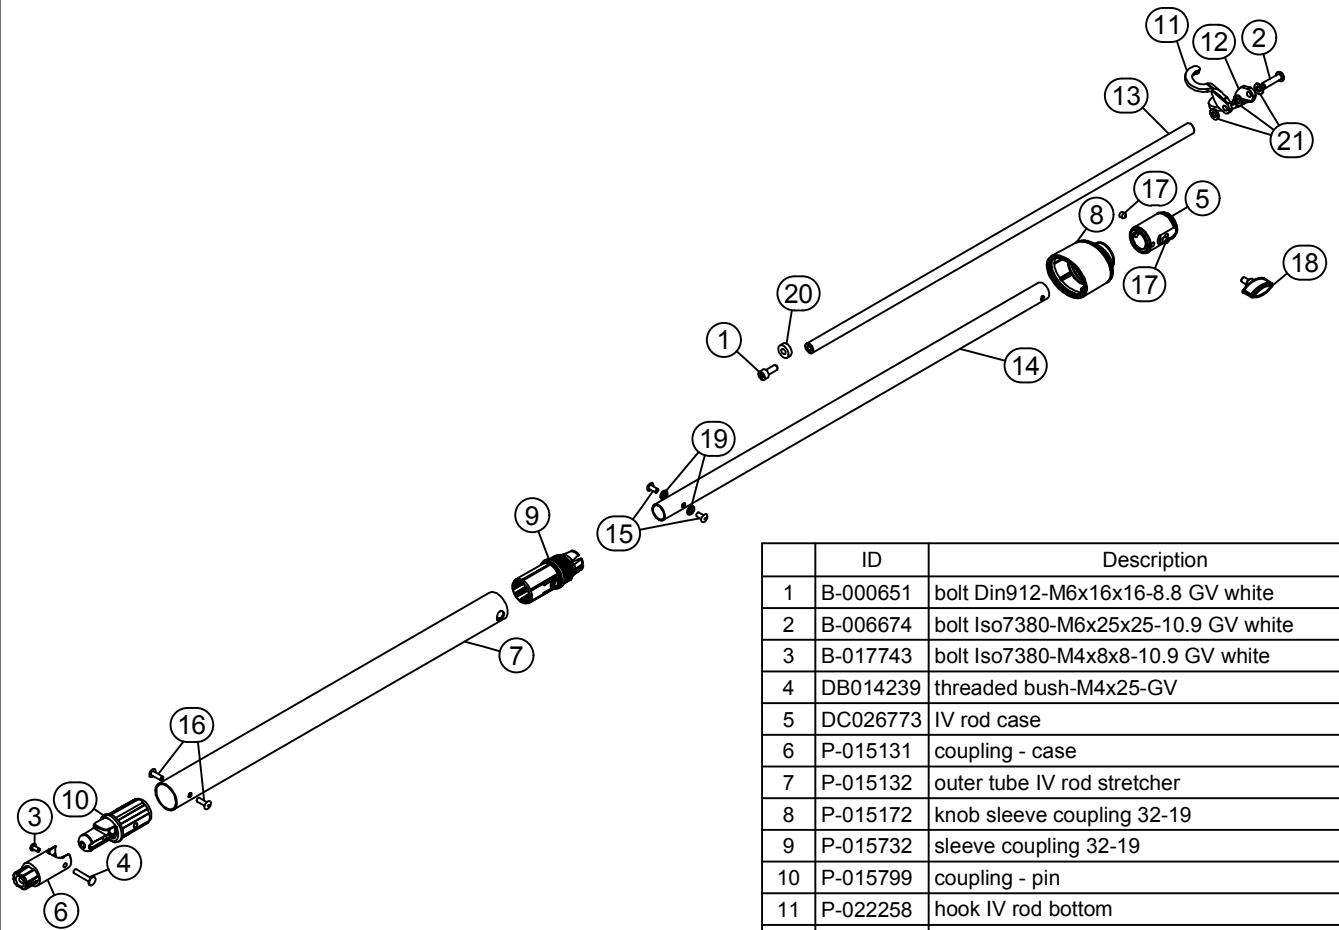 11
12
2
13
21
17
5
8
17
18
20
1
14
19
15
9
7
16
10
3
4
6
ID Description
1 B-000651 bolt Din912-M6x16x16-8.8 GV white
2 B-006674 bolt Iso7380-M6x25x25-10.9 GV white
3 B-017743 bolt Iso7380-M4x8x8-10.9 GV white
4 DB014239 threaded bush-M4x25-GV
5 DC026773 IV rod case
6 P-015131 coupling - case
7 P-015132 outer tube IV rod stretcher
8 P-015172 knob sleeve coupling 32-19
9 P-015732 sleeve coupling 32-19
10 P-015799 coupling - pin
11 P-022258 hook IV rod bottom